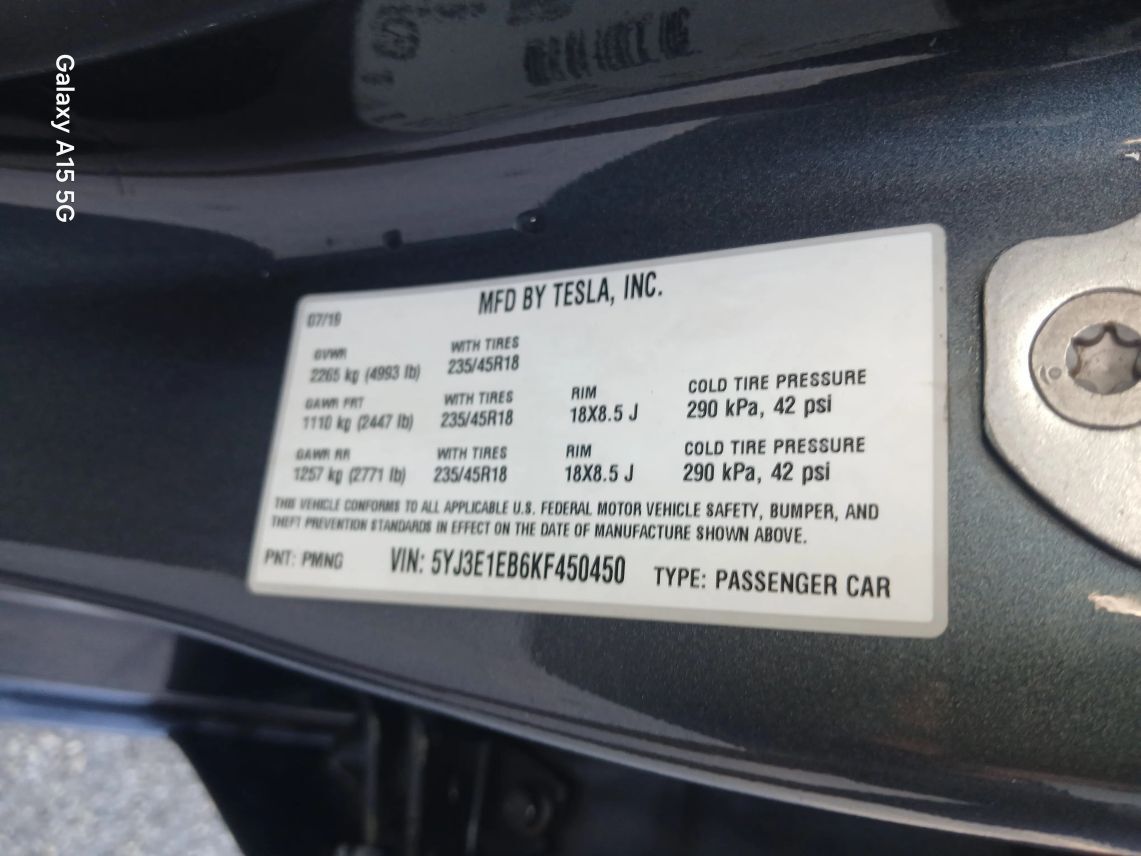 Galaxy A15 5G
MFD BY TESLA, INC.
07/19
GVWR WITH TIRES
2265 kg (4993 lb) 235/45R18
GAWR FRT WITH TIRES RIM COLD TIRE PRESSURE
1110 kg (2447 lb) 235/45R18 18X8.5 J 290 kPa, 42 psi
GAWR RR WITH TIRES RIM COLD TIRE PRESSURE
1257 kg (2771 lb) 235/45R18 18X8.5 J 290 kPa, 42 psi
THIS VEHICLE CONFORMS TO ALL APPLICABLE U.S. FEDERAL MOTOR VEHICLE SAFETY, BUMPER, AND
THEFT PREVENTION STANDARDS IN EFFECT ON THE DATE OF MANUFACTURE SHOWN ABOVE.
PNT: PMNG VIN: 5YJ3E1EB6KF450450 TYPE: PASSENGER CAR